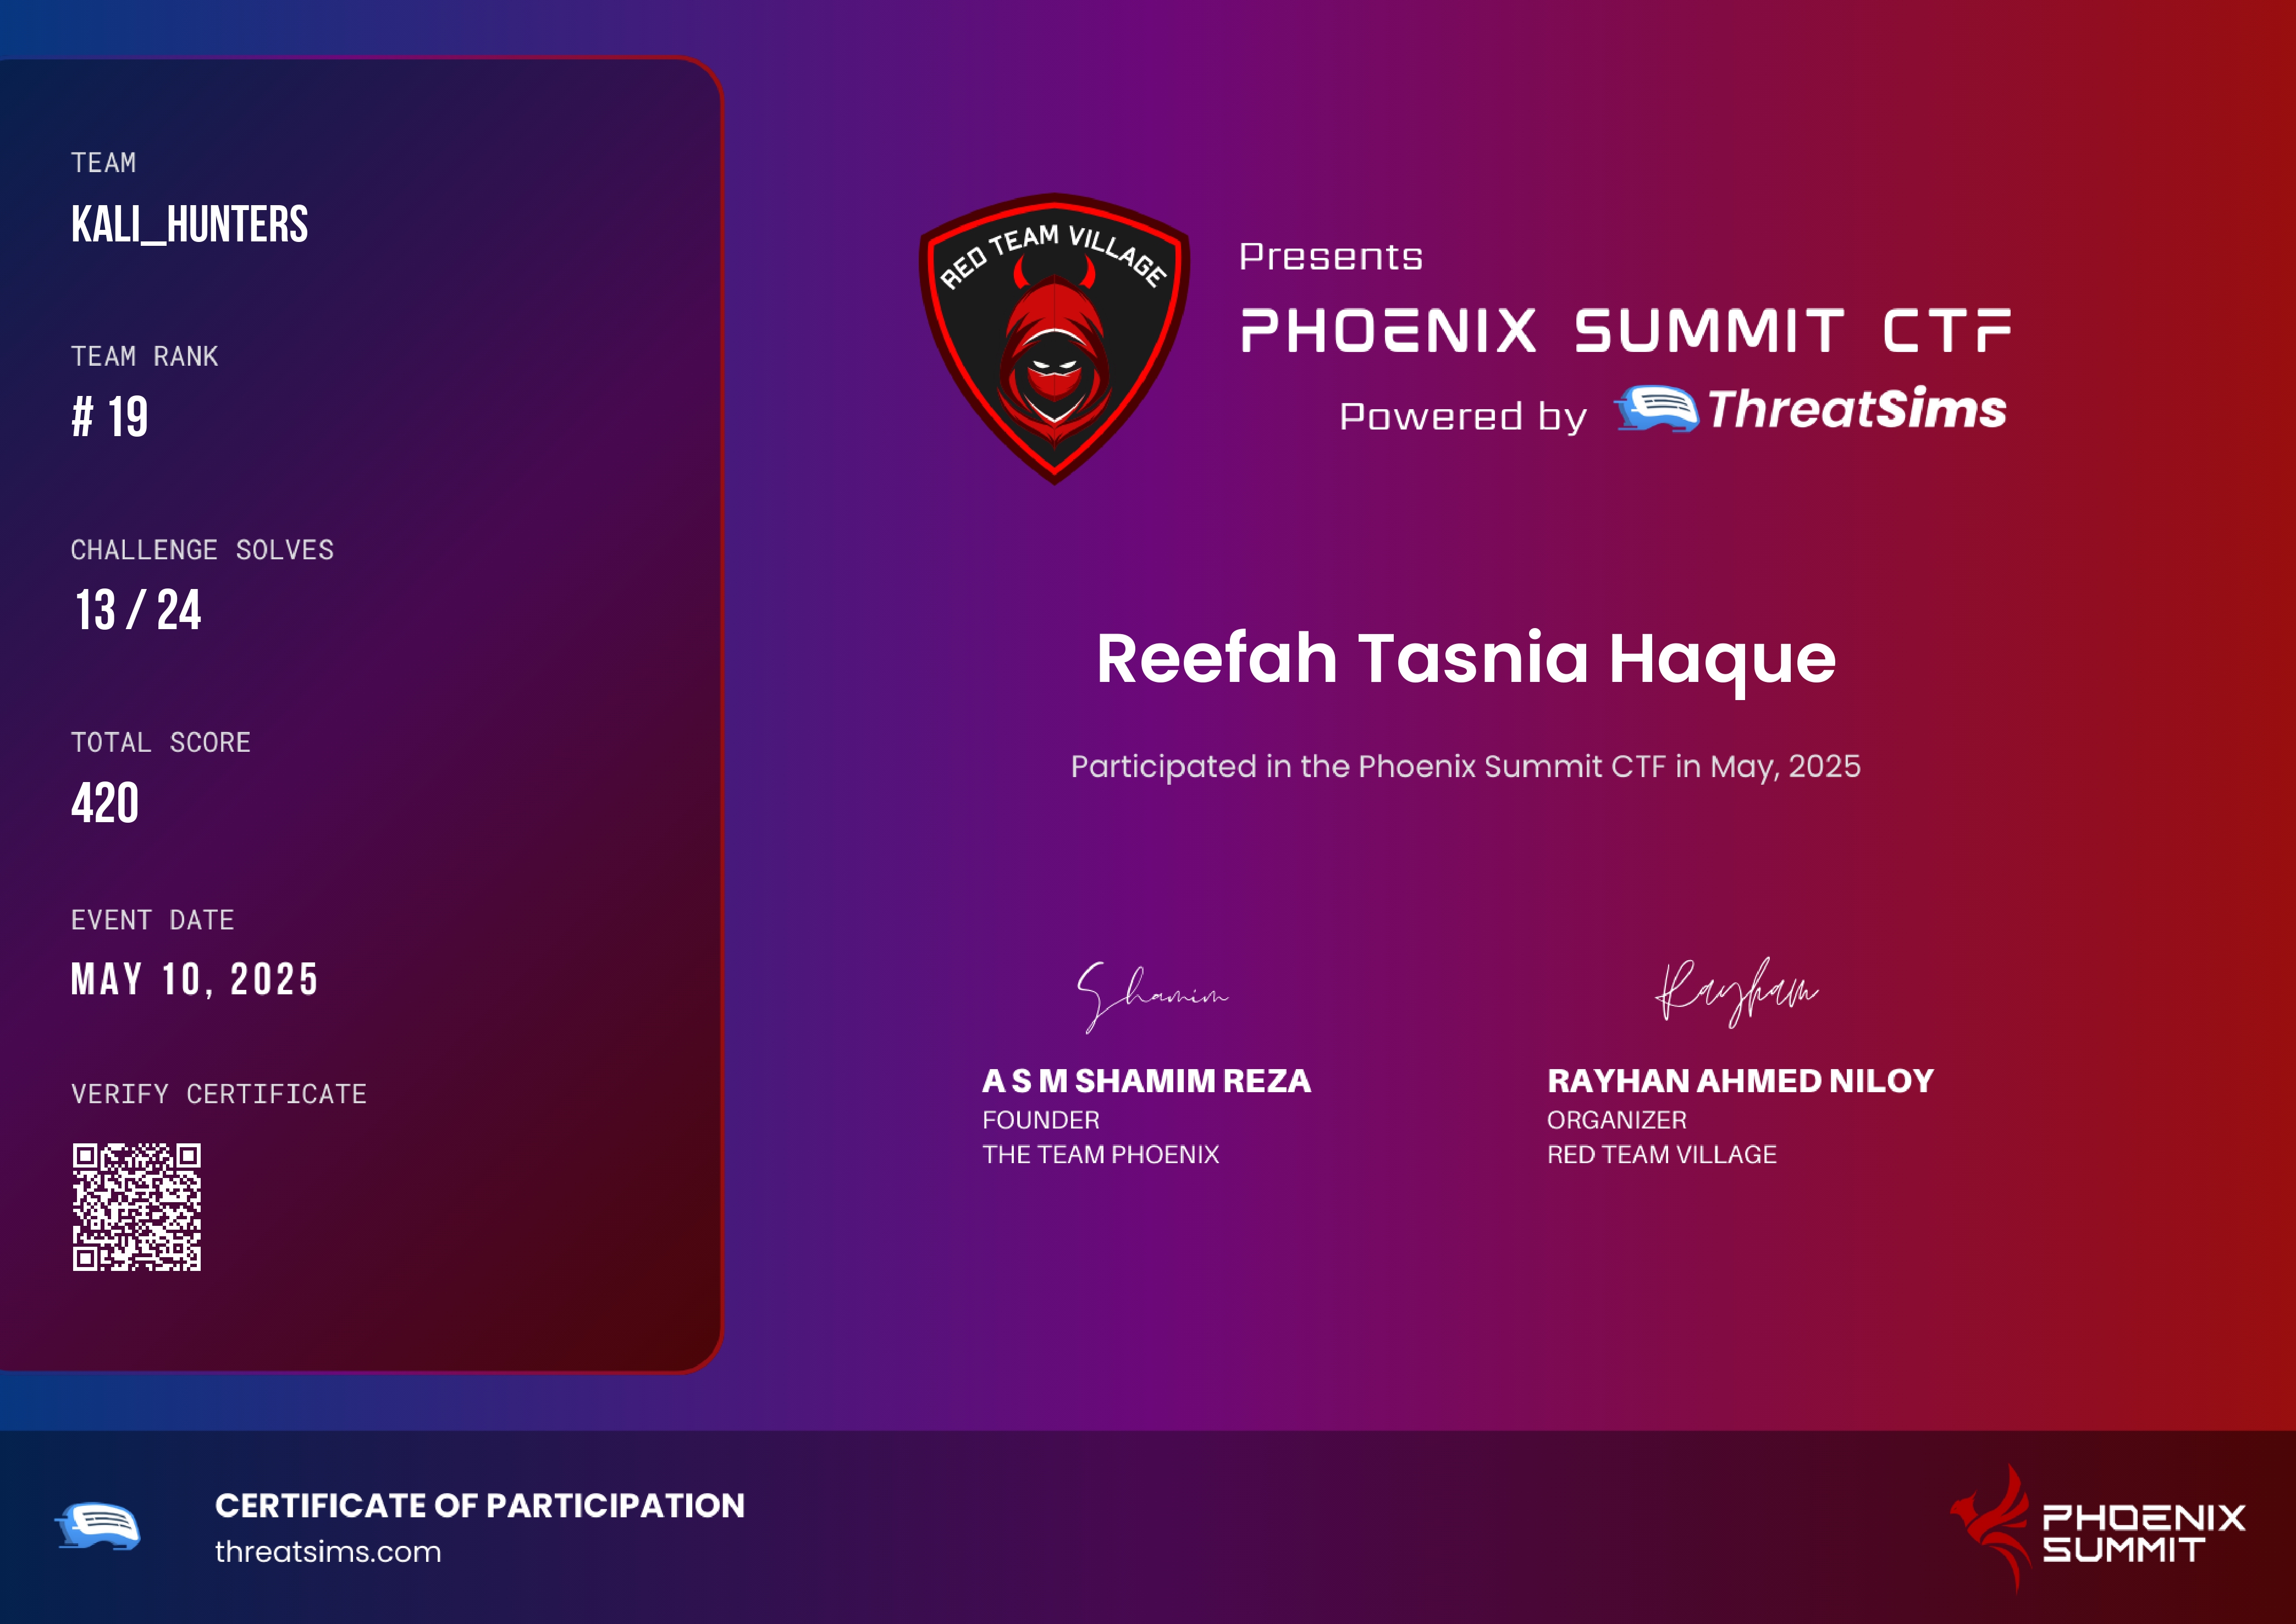 TEAM
KALI_HUNTERS
TEAM RANK
# 19
CHALLENGE SOLVES
13 / 24
TOTAL SCORE
420
EVENT DATE
MAY 10, 2025
VERIFY CERTIFICATE
RED TEAM VILLAGE
Presents
PHOENIX SUMMIT CTF
Powered by ThreatSims
Reefah Tasnia Haque
Participated in the Phoenix Summit CTF in May, 2025
Shamim
A S M SHAMIM REZA
FOUNDER
THE TEAM PHOENIX
Rayhan
RAYHAN AHMED NILOY
ORGANIZER
RED TEAM VILLAGE
CERTIFICATE OF PARTICIPATION
threatsims.com
PHOENIX
SUMMIT